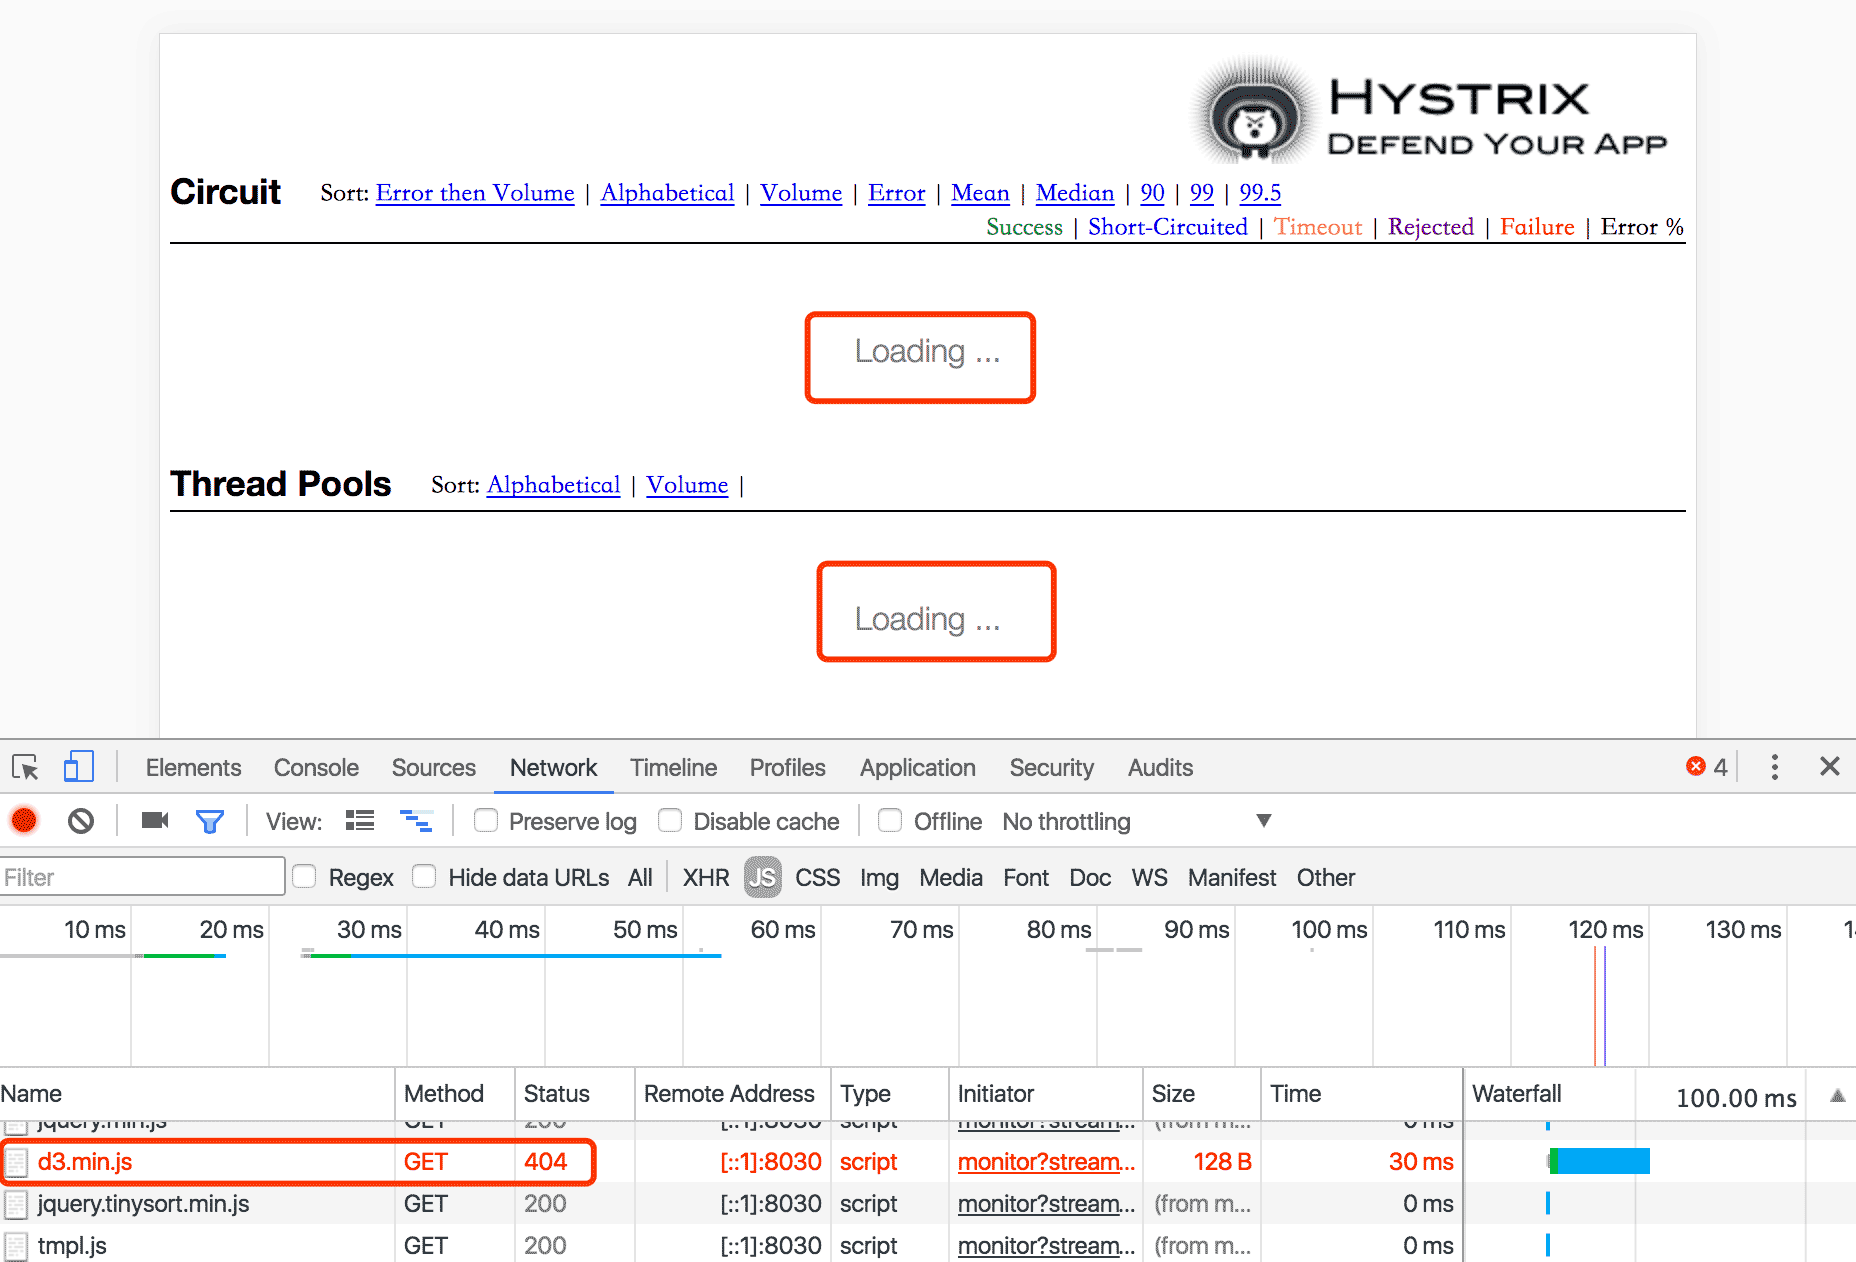 HYSTRIX
DEFEND YOUR APP
Circuit Sort: Error then Volume | Alphabetical | Volume | Error | Mean | Median | 90 | 99 | 99.5
Success | Short-Circuited | Timeout | Rejected | Failure | Error %
Loading ...
Thread Pools Sort: Alphabetical | Volume |
Loading ...
Elements Console Sources Network Timeline Profiles Application Security Audits 4
View: Preserve log Disable cache Offline No throttling
Filter Regex Hide data URLs All XHR JS CSS Img Media Font Doc WS Manifest Other
10 ms 20 ms 30 ms 40 ms 50 ms 60 ms 70 ms 80 ms 90 ms 100 ms 110 ms 120 ms 130 ms
Name Method Status Remote Address Type Initiator Size Time Waterfall 100.00 ms
jquery.min.js GET 200 [::1]:8030 script monitor?stream... (from m... 0 ms
d3.min.js GET 404 [::1]:8030 script monitor?stream... 128 B 30 ms
jquery.tinysort.min.js GET 200 [::1]:8030 script monitor?stream... (from m... 0 ms
tmpl.js GET 200 [::1]:8030 script monitor?stream... (from m... 0 ms